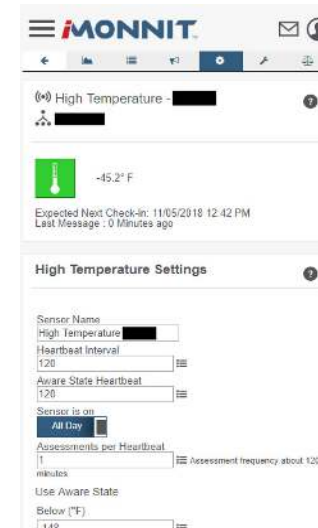 iMONNIT
High Temperature -
-45.2° F
Expected Next Check-in: 11/05/2018 12:42 PM
Last Message : 0 Minutes ago
High Temperature Settings
Sensor Name
High Temperature
Heartbeat Interval
120
Aware State Heartbeat
120
Sensor is on
All Day
Assessments per Heartbeat
1 Assessment frequency about 120
minutes
Use Aware State
Below (°F)
-148